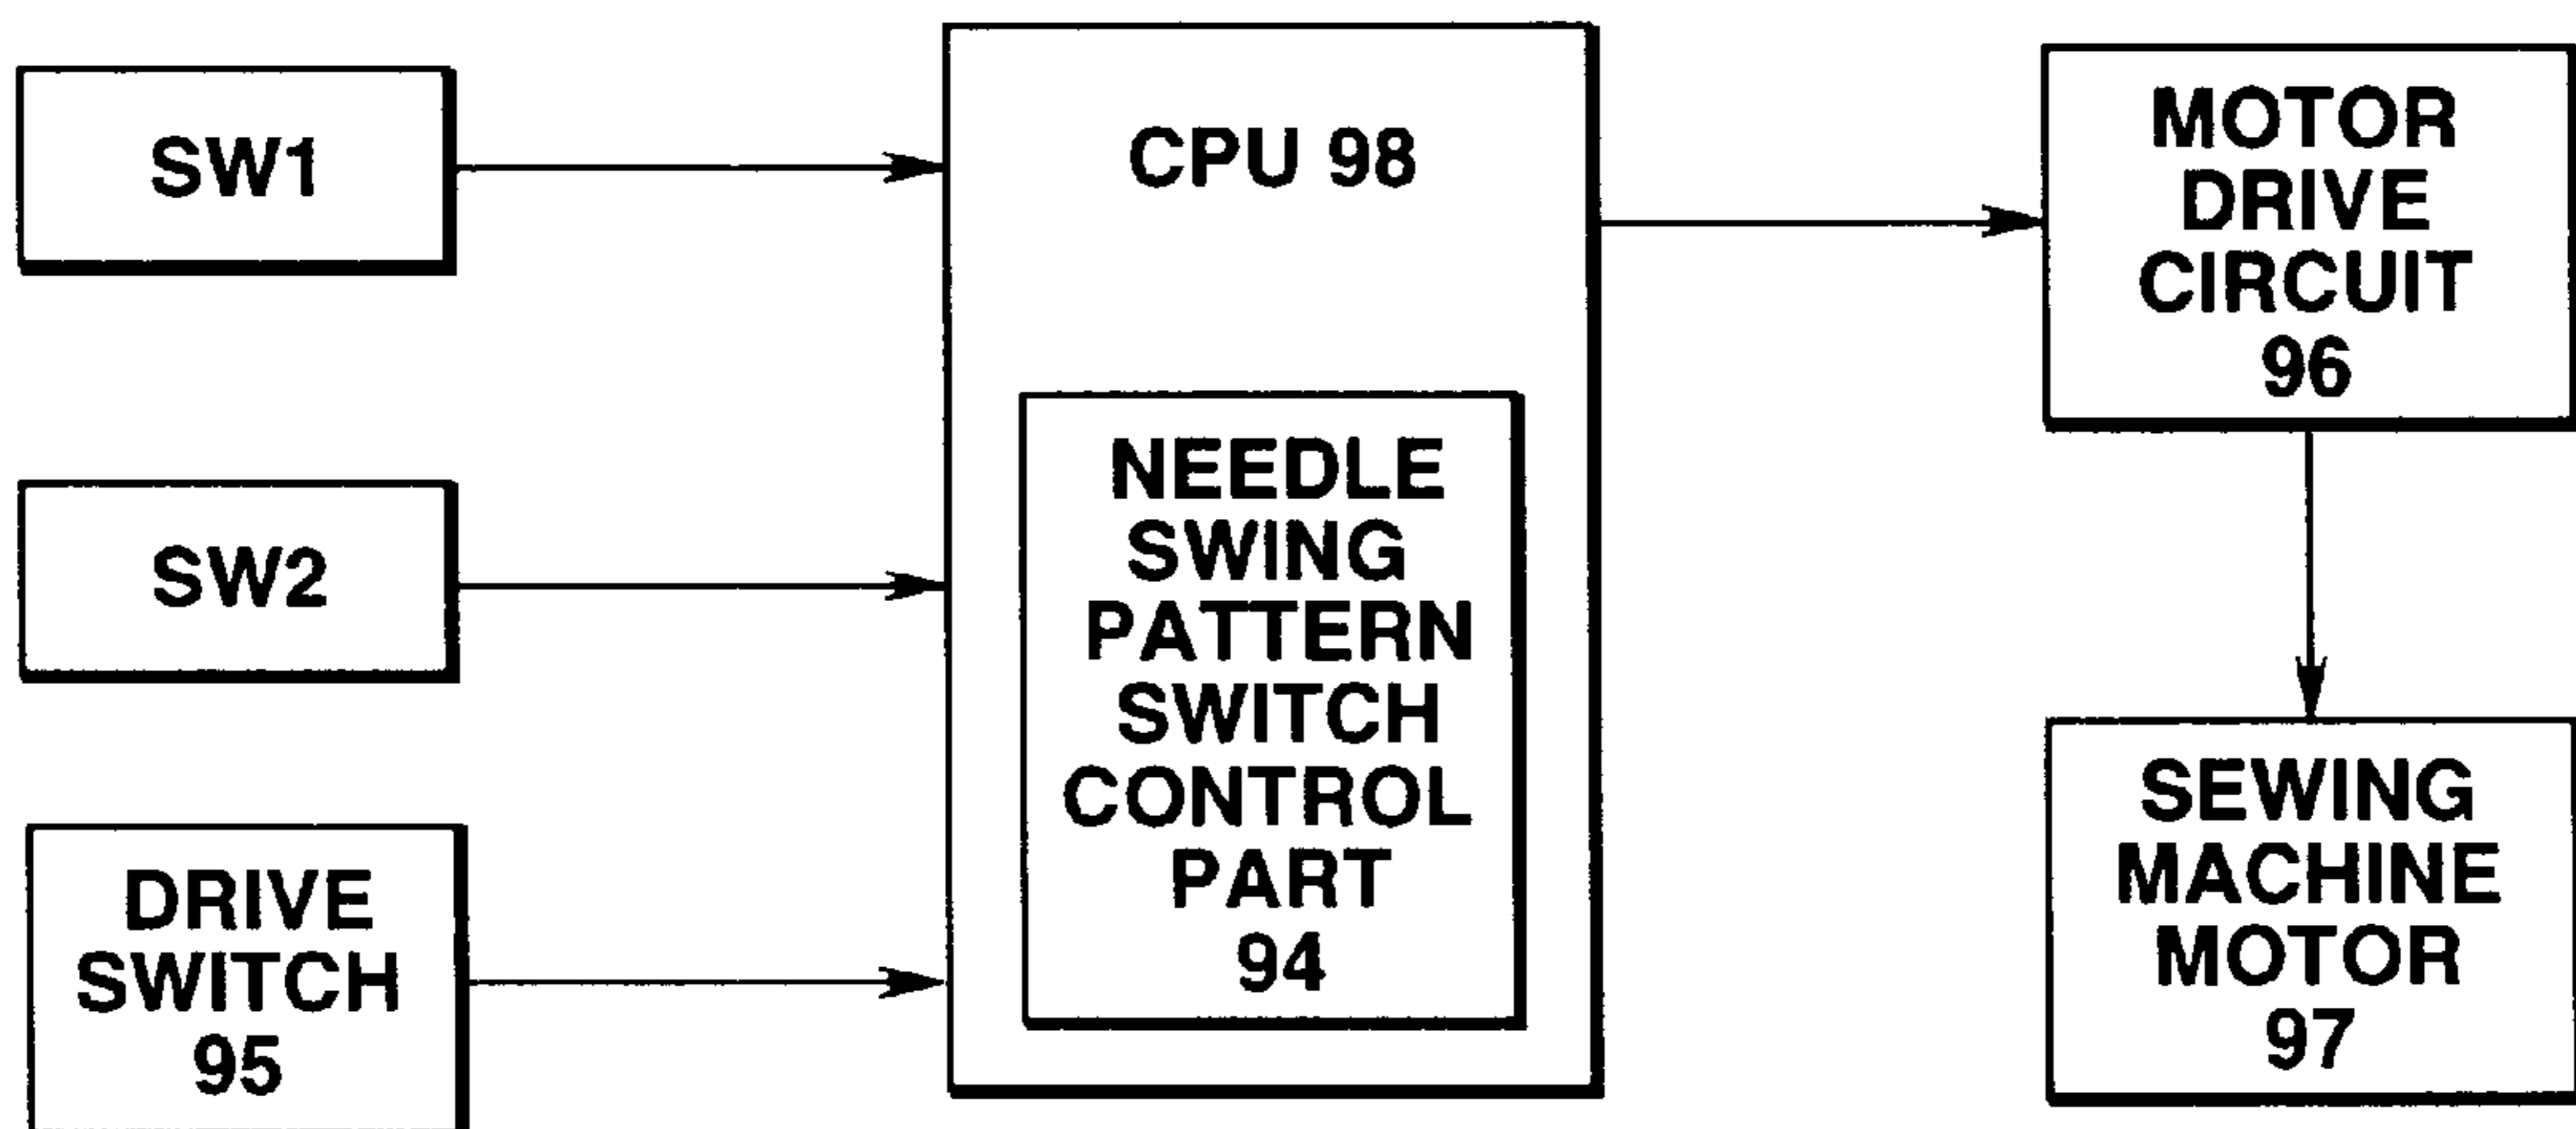 SW1
SW2
DRIVE
SWITCH
95
CPU 98
NEEDLE
SWING
PATTERN
SWITCH
CONTROL
PART
94
MOTOR
DRIVE
CIRCUIT
96
SEWING
MACHINE
MOTOR
97